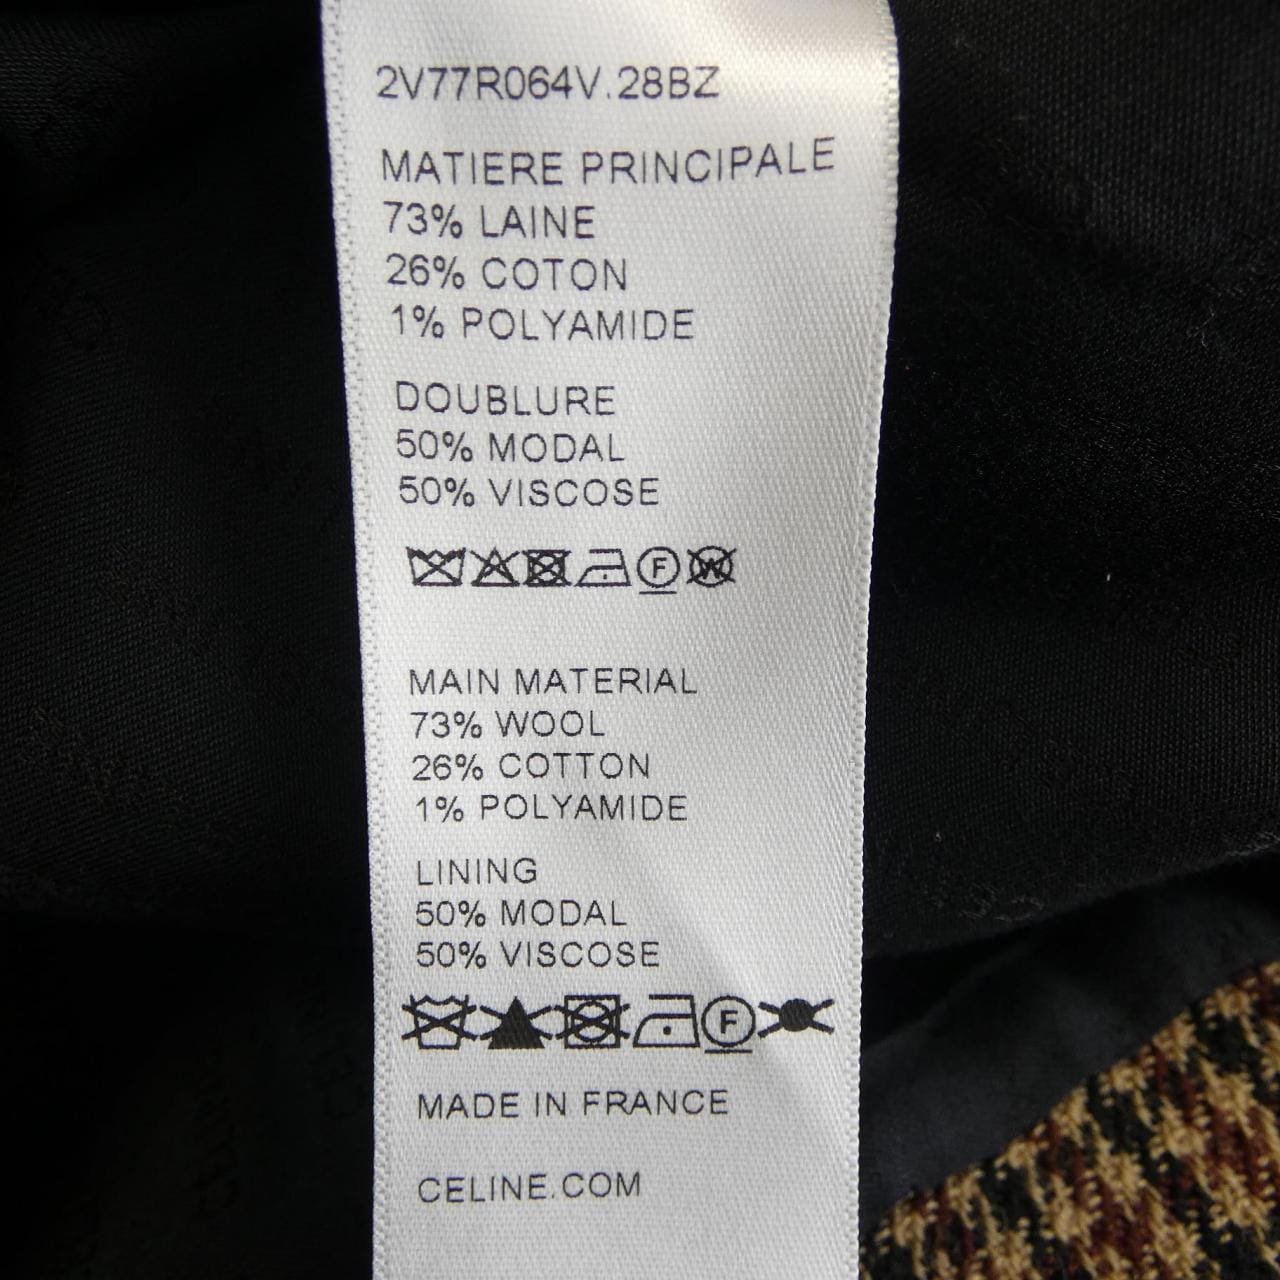 2V77R064V.28BZ
MATIERE PRINCIPALE
73% LAINE
26% COTON
1% POLYAMIDE
DOUBLURE
50% MODAL
50% VISCOSE
F W
MAIN MATERIAL
73% WOOL
26% COTTON
1% POLYAMIDE
LINING
50% MODAL
50% VISCOSE
F
MADE IN FRANCE
CELINE.COM